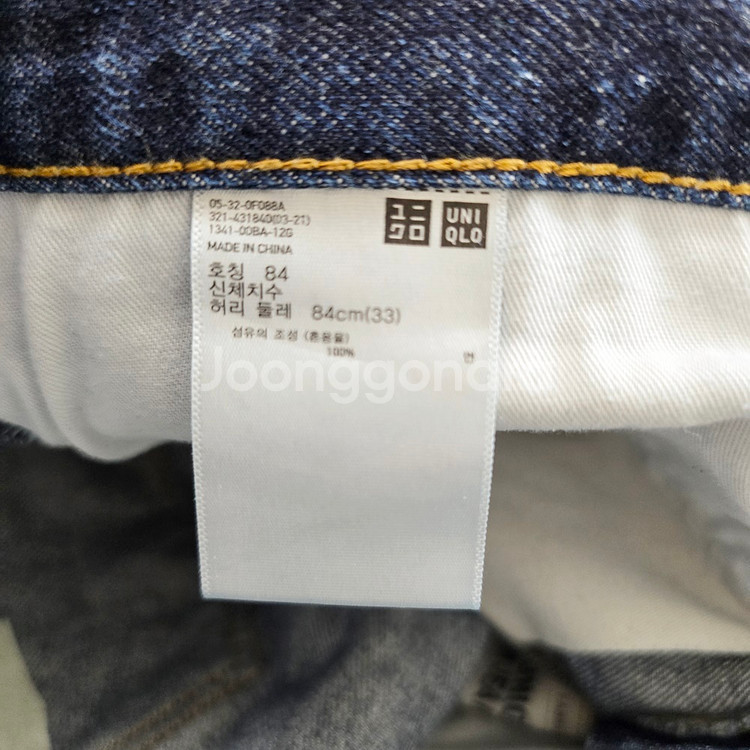 05-32-0F088A
321-431840(03-21)
1341-00BA-12G
MADE IN CHINA
ユニ
クロ
UNI
QLO
호칭 84
신체치수
허리 둘레 84cm(33)
섬유의 조성 (혼용율)
100% 면
Joonggonara